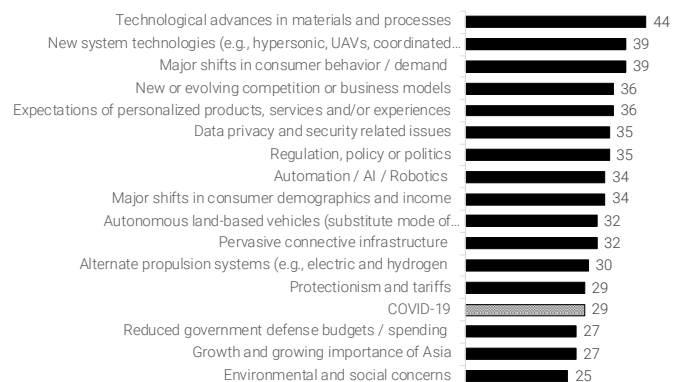 Technological advances in materials and processes 44
New system technologies (e.g., hypersonic, UAVs, coordinated... 39
Major shifts in consumer behavior / demand 39
New or evolving competition or business models 36
Expectations of personalized products, services and/or experiences 36
Data privacy and security related issues 35
Regulation, policy or politics 35
Automation / AI / Robotics 34
Major shifts in consumer demographics and income 34
Autonomous land-based vehicles (substitute mode of... 32
Pervasive connective infrastructure 32
Alternate propulsion systems (e.g., electric and hydrogen 30
Protectionism and tariffs 29
COVID-19 29
Reduced government defense budgets / spending 27
Growth and growing importance of Asia 27
Environmental and social concerns 25